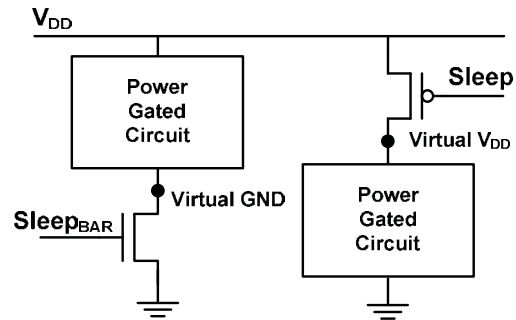 VDD
Power
Gated
Circuit
Virtual GND
SleepBAR
Sleep
Virtual VDD
Power
Gated
Circuit